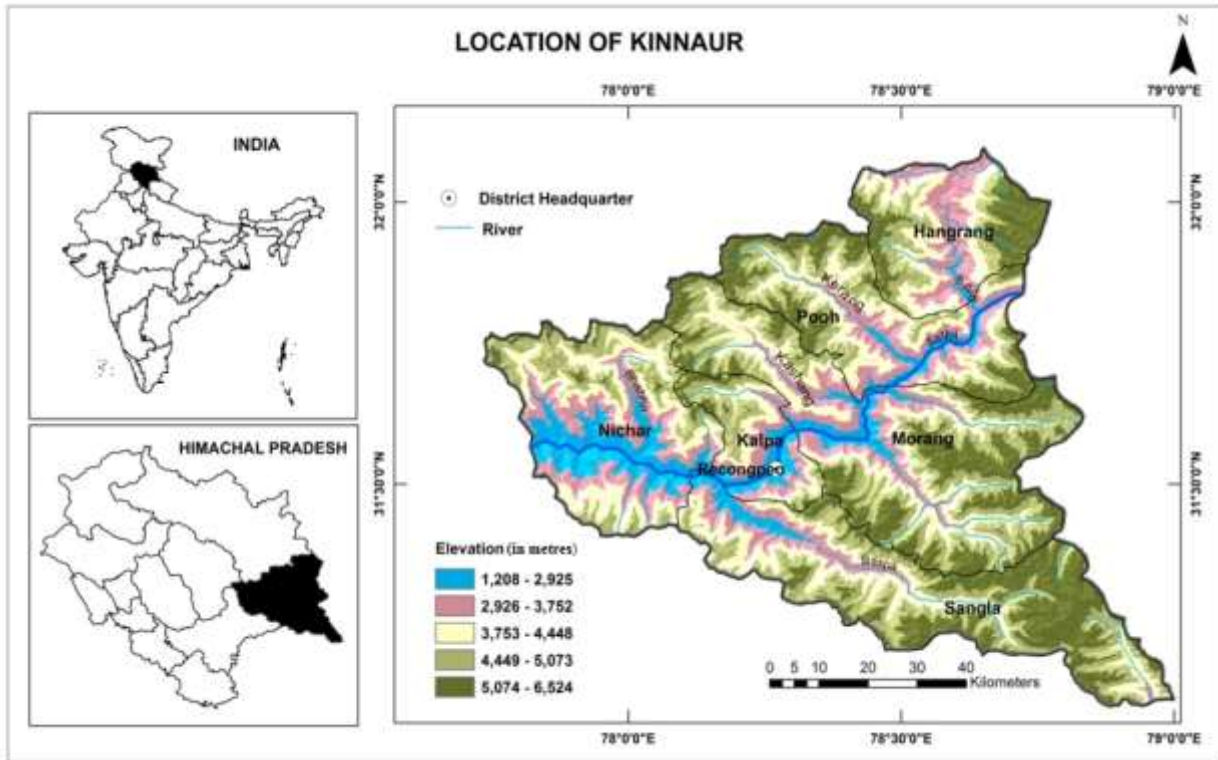 LOCATION OF KINNAUR
N
INDIA
HIMACHAL PRADESH
78°0'0"E
78°30'0"E
79°0'0"E
32°0'0"N
32°0'0"N
31°30'0"N
31°30'0"N
District Headquarter
River
Hangrang
Kerang
Pooh
Kashang
Nichar
Kalpa
Morang
Recongpeo
Sangla
Elevation (in metres)
1,208 - 2,925
2,926 - 3,752
3,753 - 4,448
4,449 - 5,073
5,074 - 6,524
0 5 10 20 30 40
Kilometers
78°0'0"E
78°30'0"E
79°0'0"E